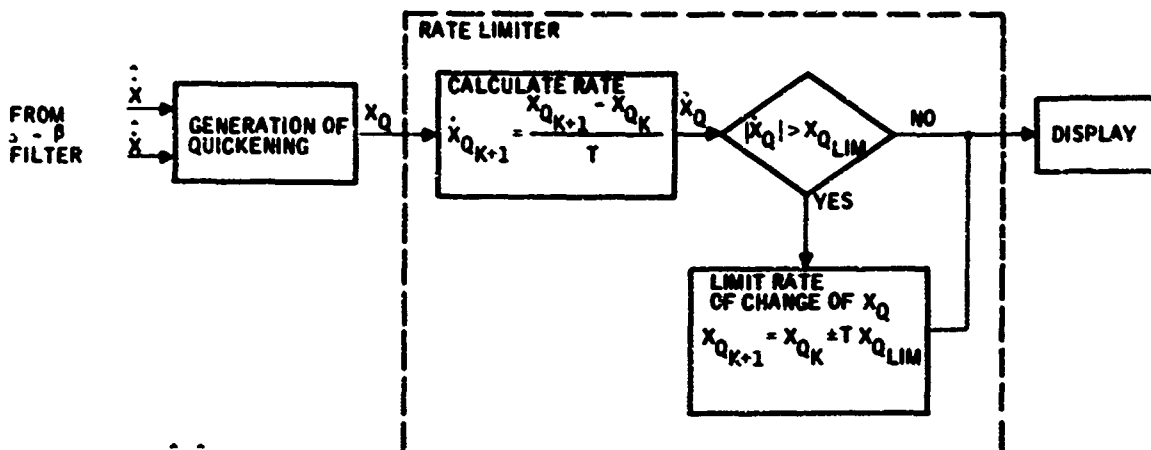 RATE LIMITER
FROM
- β
FILTER
X̂
Ẋ
GENERATION OF
QUICKENING
X_Q
CALCULATE RATE
Ẋ_Q_K+1 = (X_Q_K+1 - X_Q_K) / T
Ẋ_Q
|Ẋ_Q| > X_Q_LIM
NO
YES
DISPLAY
LIMIT RATE
OF CHANGE OF X_Q
X_Q_K+1 = X_Q_K ±T X_Q_LIM